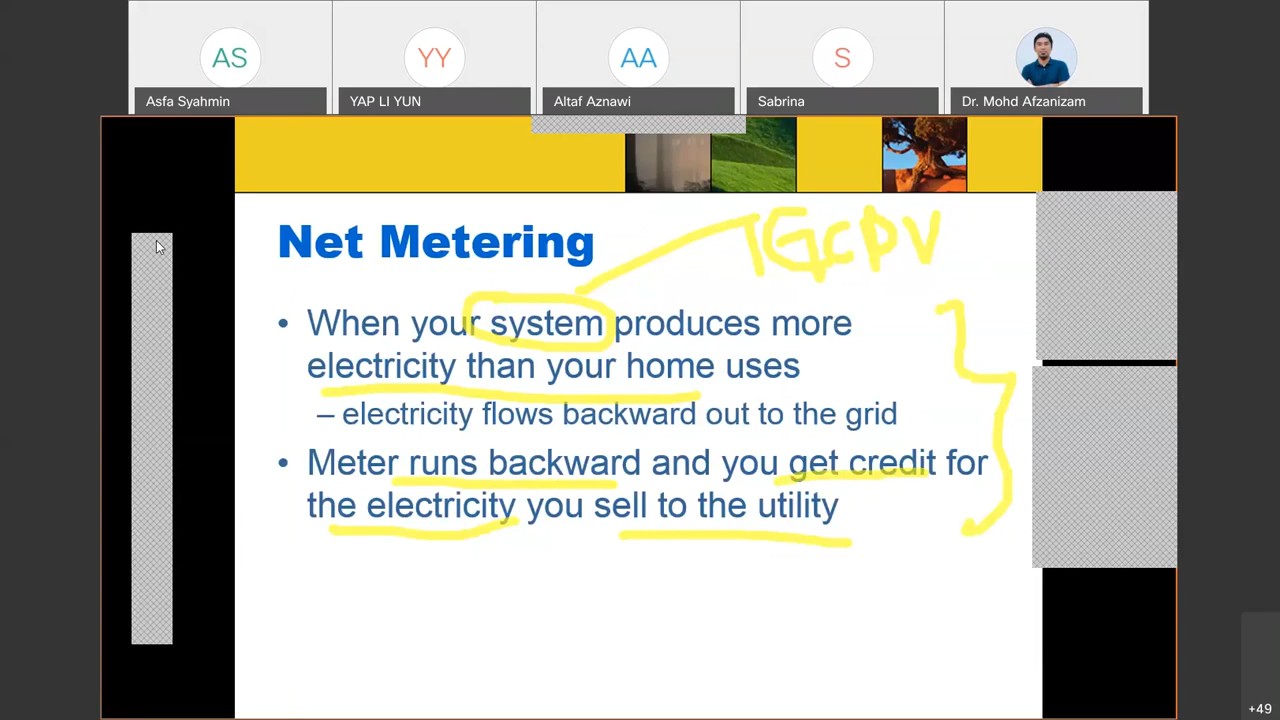 AS
YY
AA
S
Asfa Syahmin
YAP LI YUN
Altaf Aznawi
Sabrina
Dr. Mohd Afzanizam
Net Metering
GCPV
• When your system produces more
electricity than your home uses
– electricity flows backward out to the grid
• Meter runs backward and you get credit for
the electricity you sell to the utility
+49